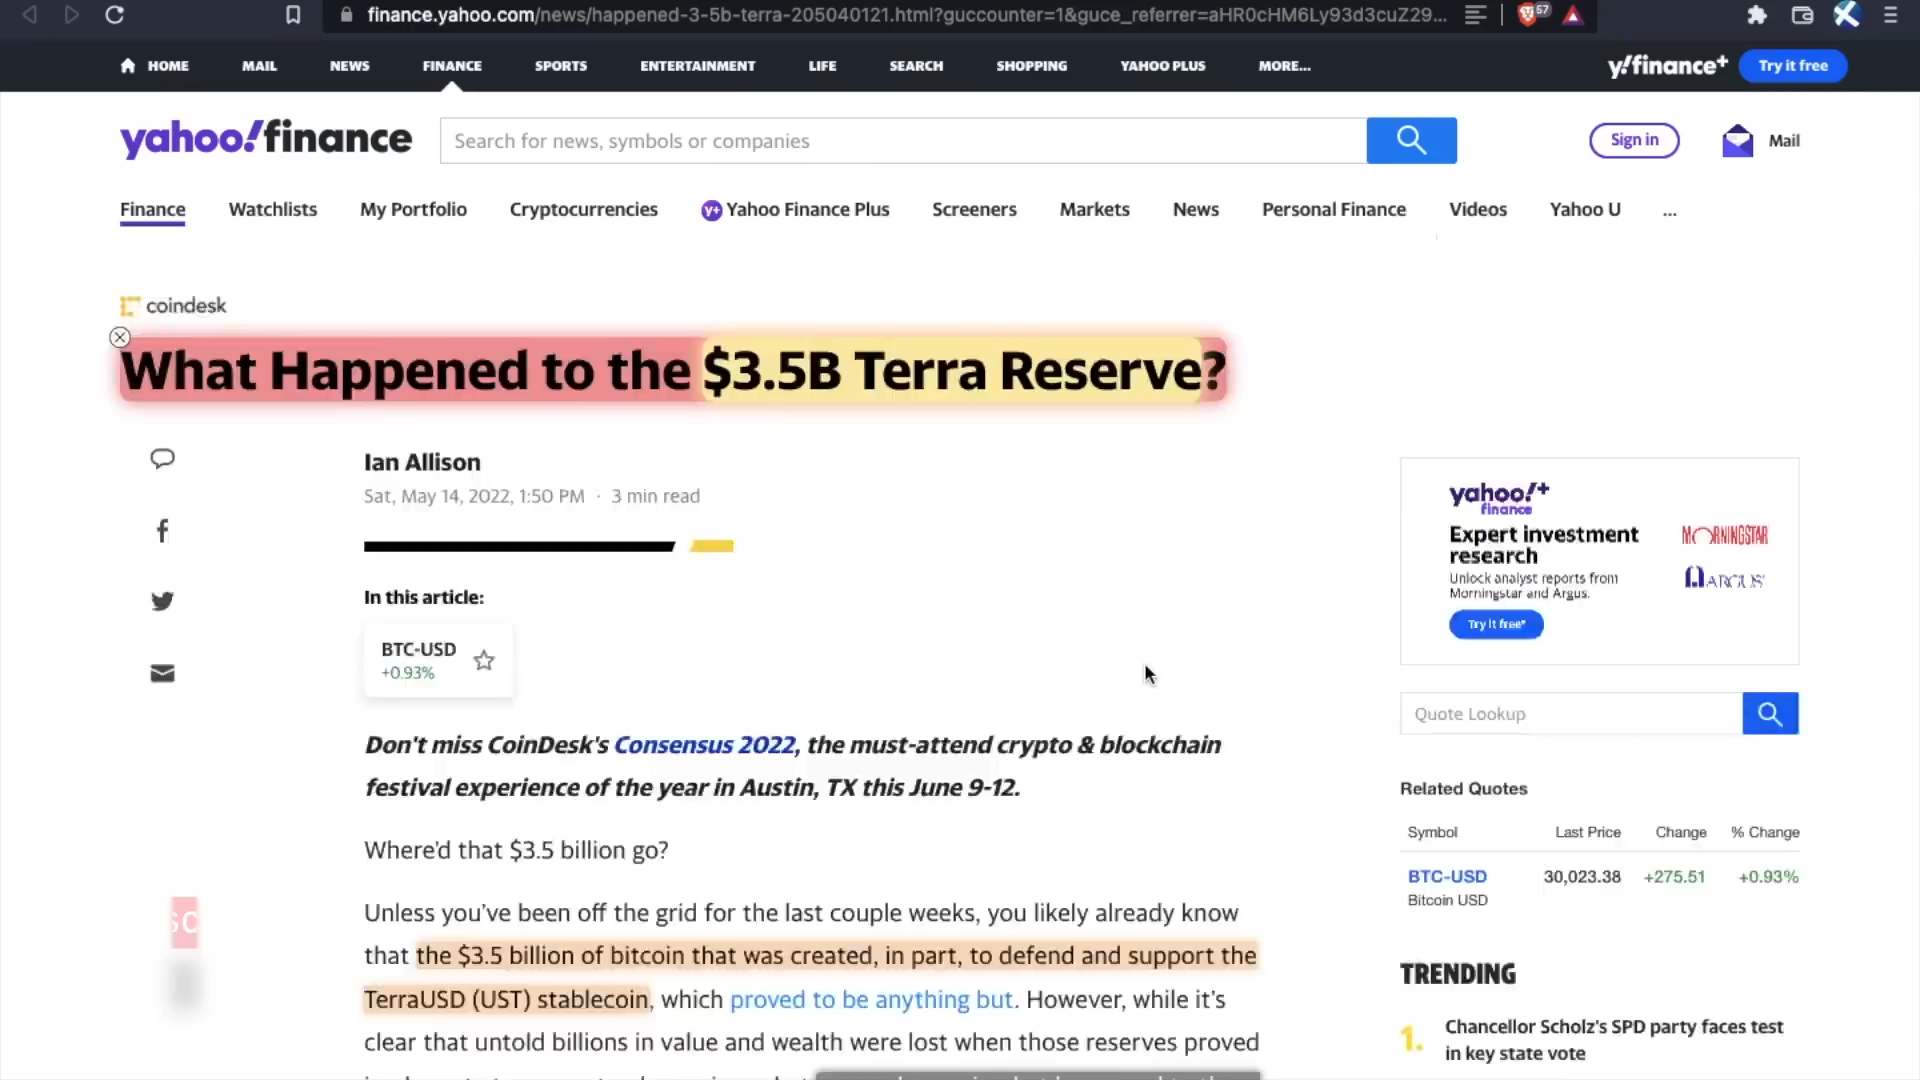 finance.yahoo.com/news/happened-3-5b-terra-205040121.html?guccounter=1&guce_referrer=aHR0cHM6Ly93d3cuZ29...
57
HOME MAIL NEWS FINANCE SPORTS ENTERTAINMENT LIFE SEARCH SHOPPING YAHOO PLUS MORE...
y!finance+ Try it free
yahoo!finance
Search for news, symbols or companies
Sign in
Mail
Finance Watchlists My Portfolio Cryptocurrencies y+ Yahoo Finance Plus Screeners Markets News Personal Finance Videos Yahoo U ...
coindesk
What Happened to the $3.5B Terra Reserve?
Ian Allison
Sat, May 14, 2022, 1:50 PM · 3 min read
In this article:
BTC-USD
+0.93%
Don't miss CoinDesk's Consensus 2022, the must-attend crypto & blockchain
festival experience of the year in Austin, TX this June 9-12.
Where'd that $3.5 billion go?
Unless you've been off the grid for the last couple weeks, you likely already know
that the $3.5 billion of bitcoin that was created, in part, to defend and support the
TerraUSD (UST) stablecoin, which proved to be anything but. However, while it's
clear that untold billions in value and wealth were lost when those reserves proved
yahoo!+
finance
Expert investment
research
Unlock analyst reports from
Morningstar and Argus.
Try it free*
MORNINGSTAR
ARGUS
Quote Lookup
Related Quotes
Symbol Last Price Change % Change
BTC-USD 30,023.38 +275.51 +0.93%
Bitcoin USD
TRENDING
1. Chancellor Scholz's SPD party faces test
in key state vote